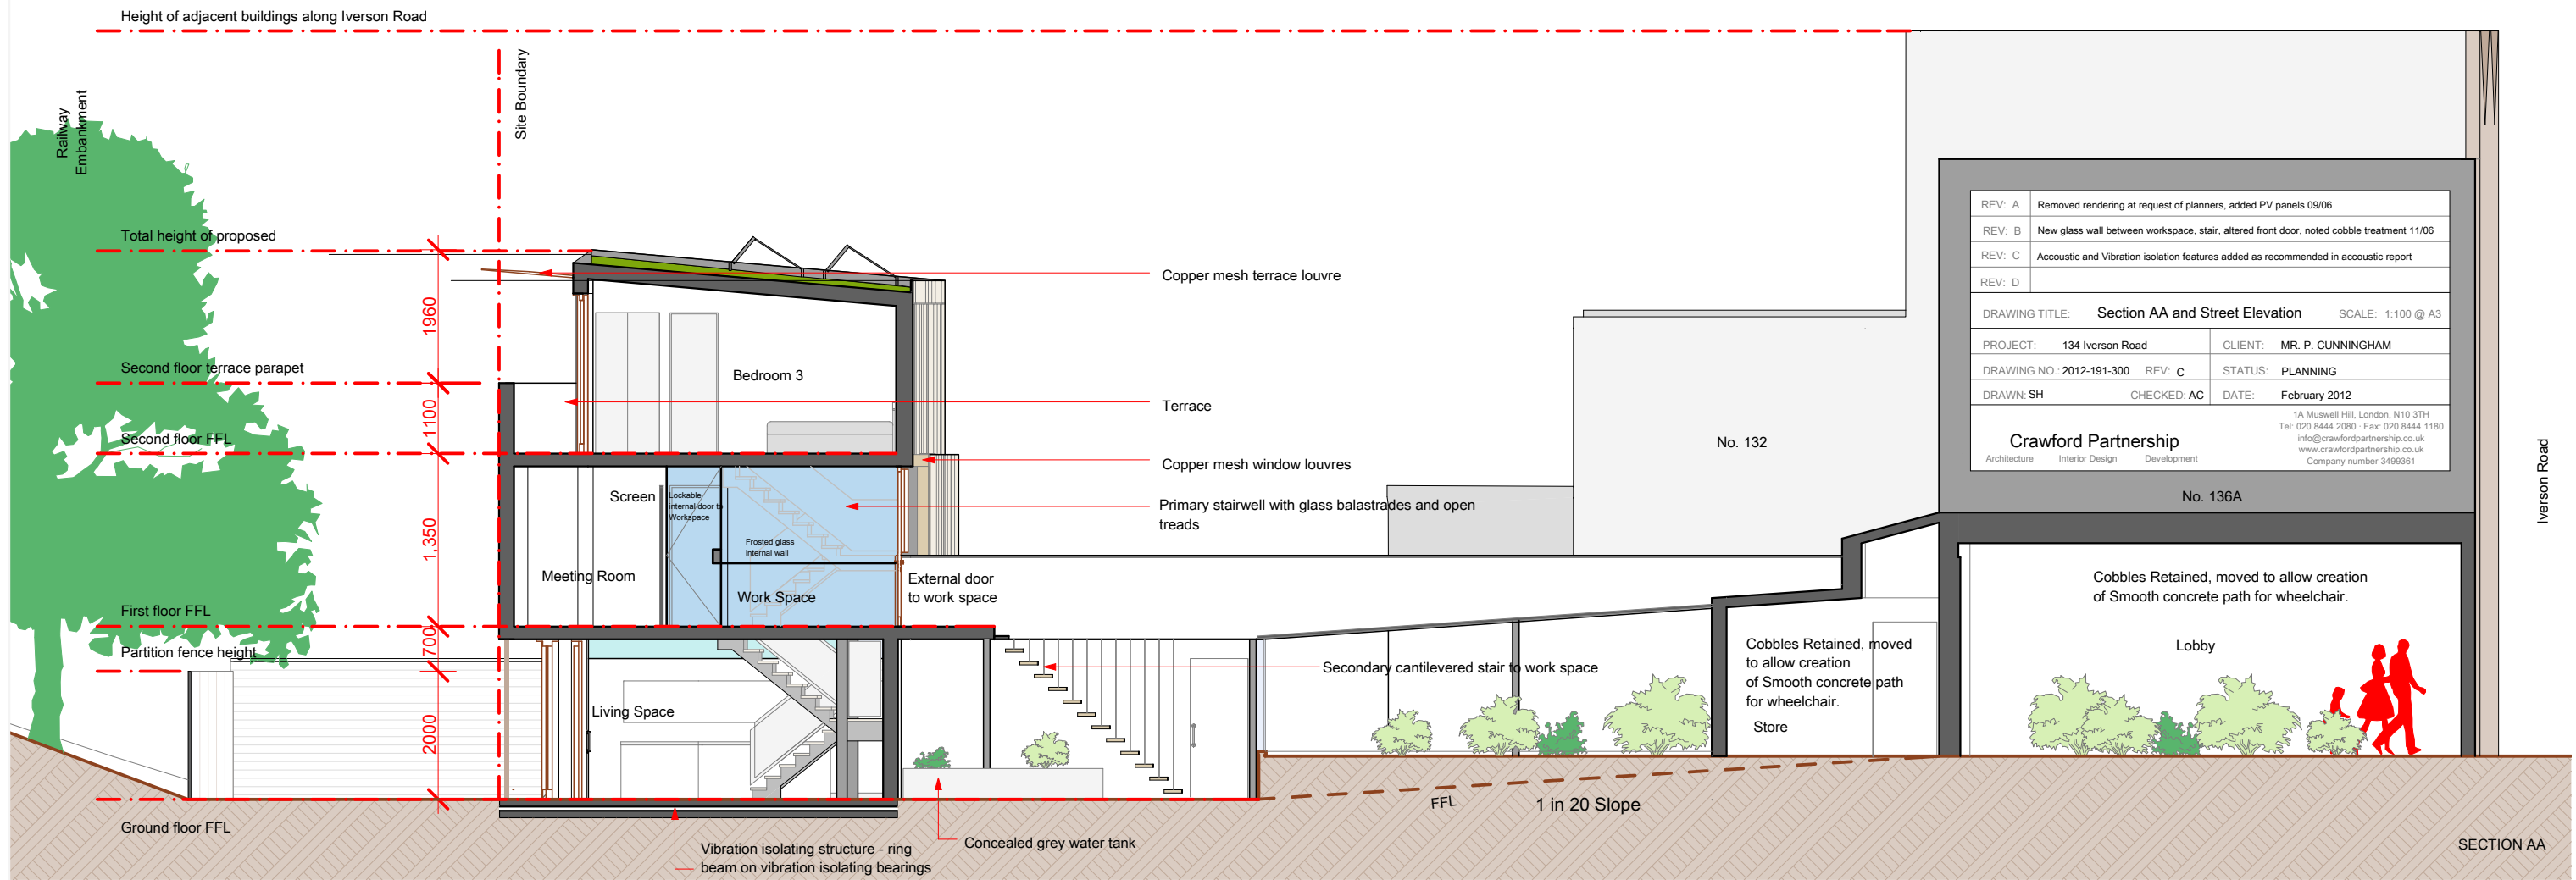 Height of adjacent buildings along Iverson Road
Railway
Embankment
Site Boundary
Total height of proposed
1960
Second floor terrace parapet
1100
Second floor FFL
1,350
First floor FFL
700
Partition fence height
2000
Ground floor FFL
Bedroom 3
Screen
Lockable
internal door to
Workspace
Frosted glass
internal wall
Meeting Room
Work Space
External door
to work space
Living Space
Copper mesh terrace louvre
Terrace
Copper mesh window louvres
Primary stairwell with glass balastrades and open
treads
Secondary cantilevered stair to work space
Vibration isolating structure - ring
beam on vibration isolating bearings
Concealed grey water tank
FFL
1 in 20 Slope
No. 132
Cobbles Retained, moved
to allow creation
of Smooth concrete path
for wheelchair.
Store
REV: A Removed rendering at request of planners, added PV panels 09/06
REV: B New glass wall between workspace, stair, altered front door, noted cobble treatment 11/06
REV: C Accoustic and Vibration isolation features added as recommended in accoustic report
REV: D
DRAWING TITLE: Section AA and Street Elevation SCALE: 1:100 @ A3
PROJECT: 134 Iverson Road CLIENT: MR. P. CUNNINGHAM
DRAWING NO.: 2012-191-300 REV: C STATUS: PLANNING
DRAWN: SH CHECKED: AC DATE: February 2012
Crawford Partnership
Architecture Interior Design Development
1A Muswell Hill, London, N10 3TH
Tel: 020 8444 2080 · Fax: 020 8444 1180
info@crawfordpartnership.co.uk
www.crawfordpartnership.co.uk
Company number 3499361
No. 136A
Cobbles Retained, moved to allow creation
of Smooth concrete path for wheelchair.
Lobby
Iverson Road
SECTION AA